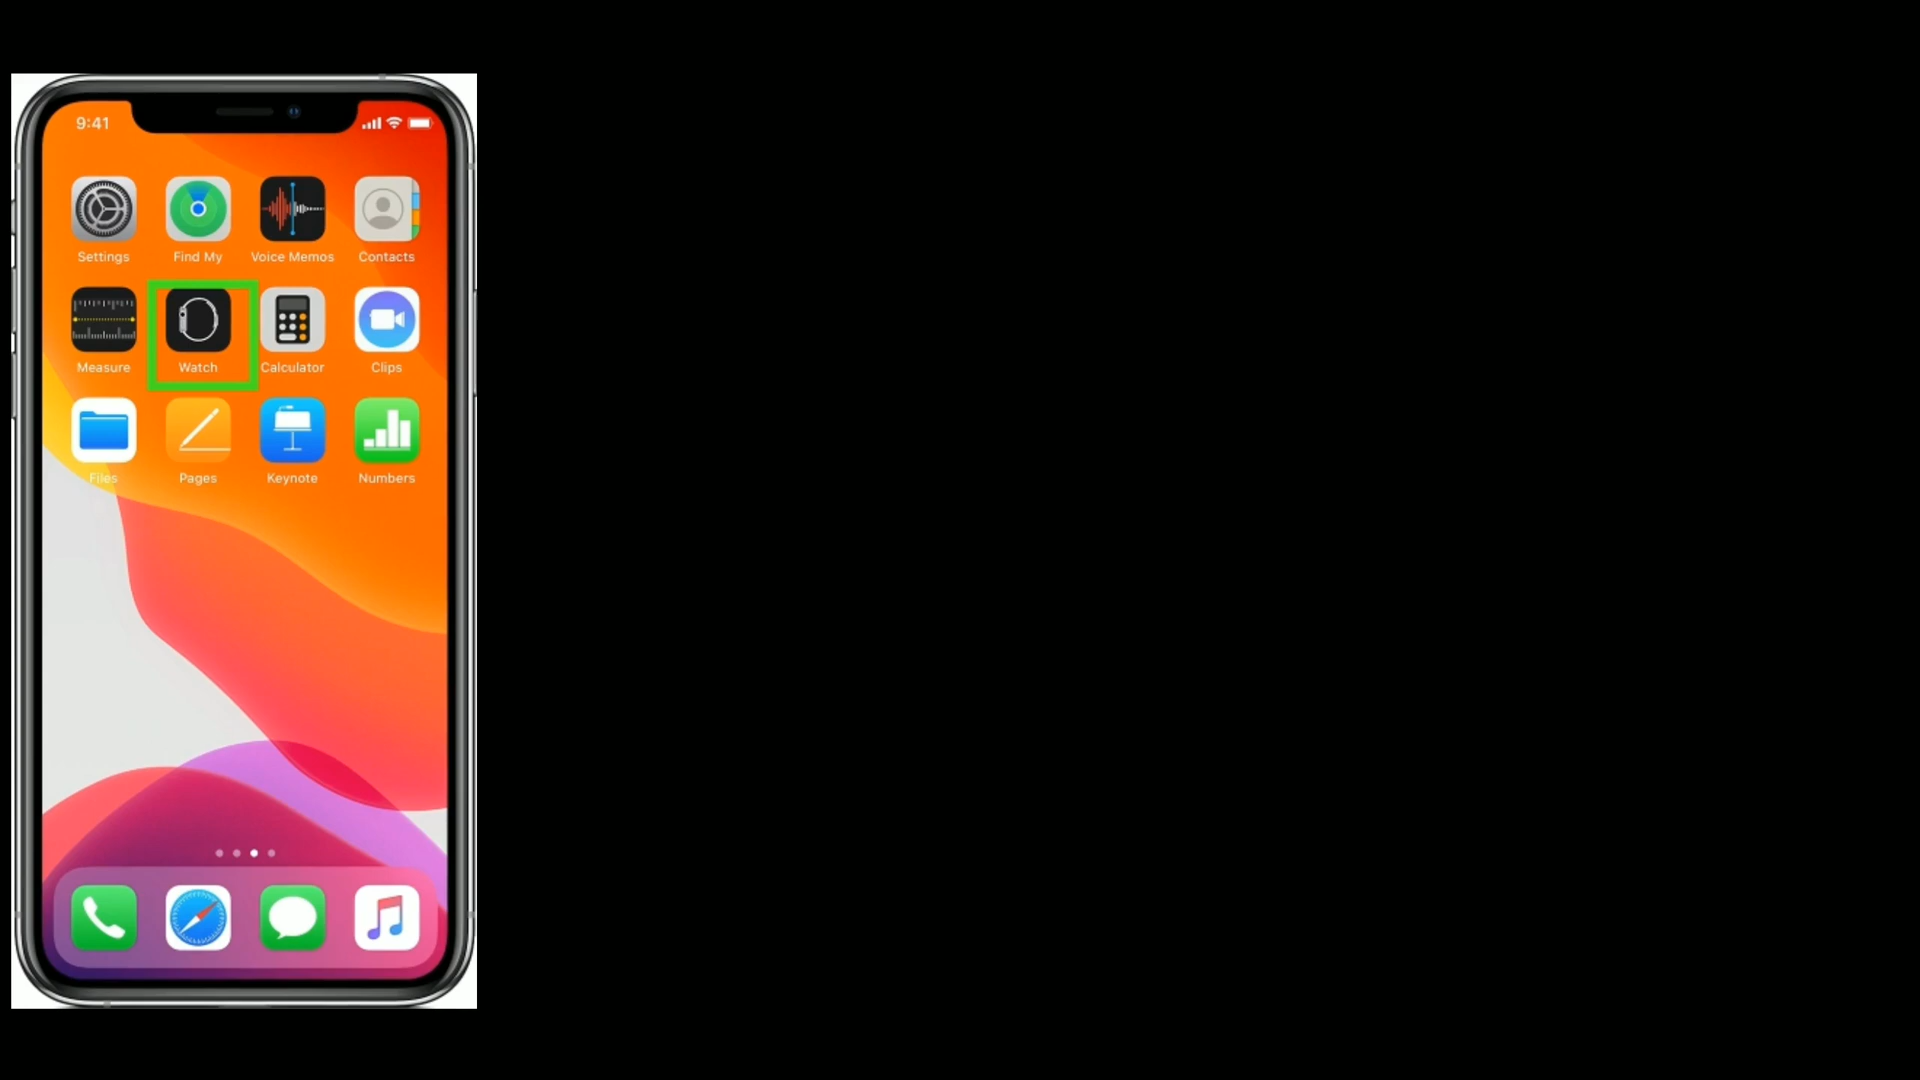 9:41
Settings Find My Voice Memos Contacts
Measure Watch Calculator Clips
Files Pages Keynote Numbers